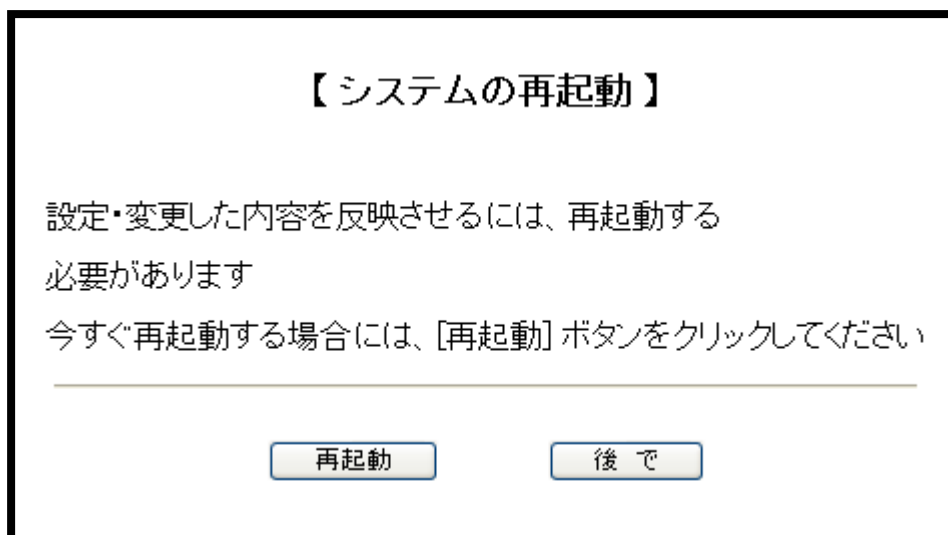 【システムの再起動】
設定・変更した内容を反映させるには、再起動する
必要があります
今すぐ再起動する場合には、[再起動] ボタンをクリックしてください
再起動
後 で